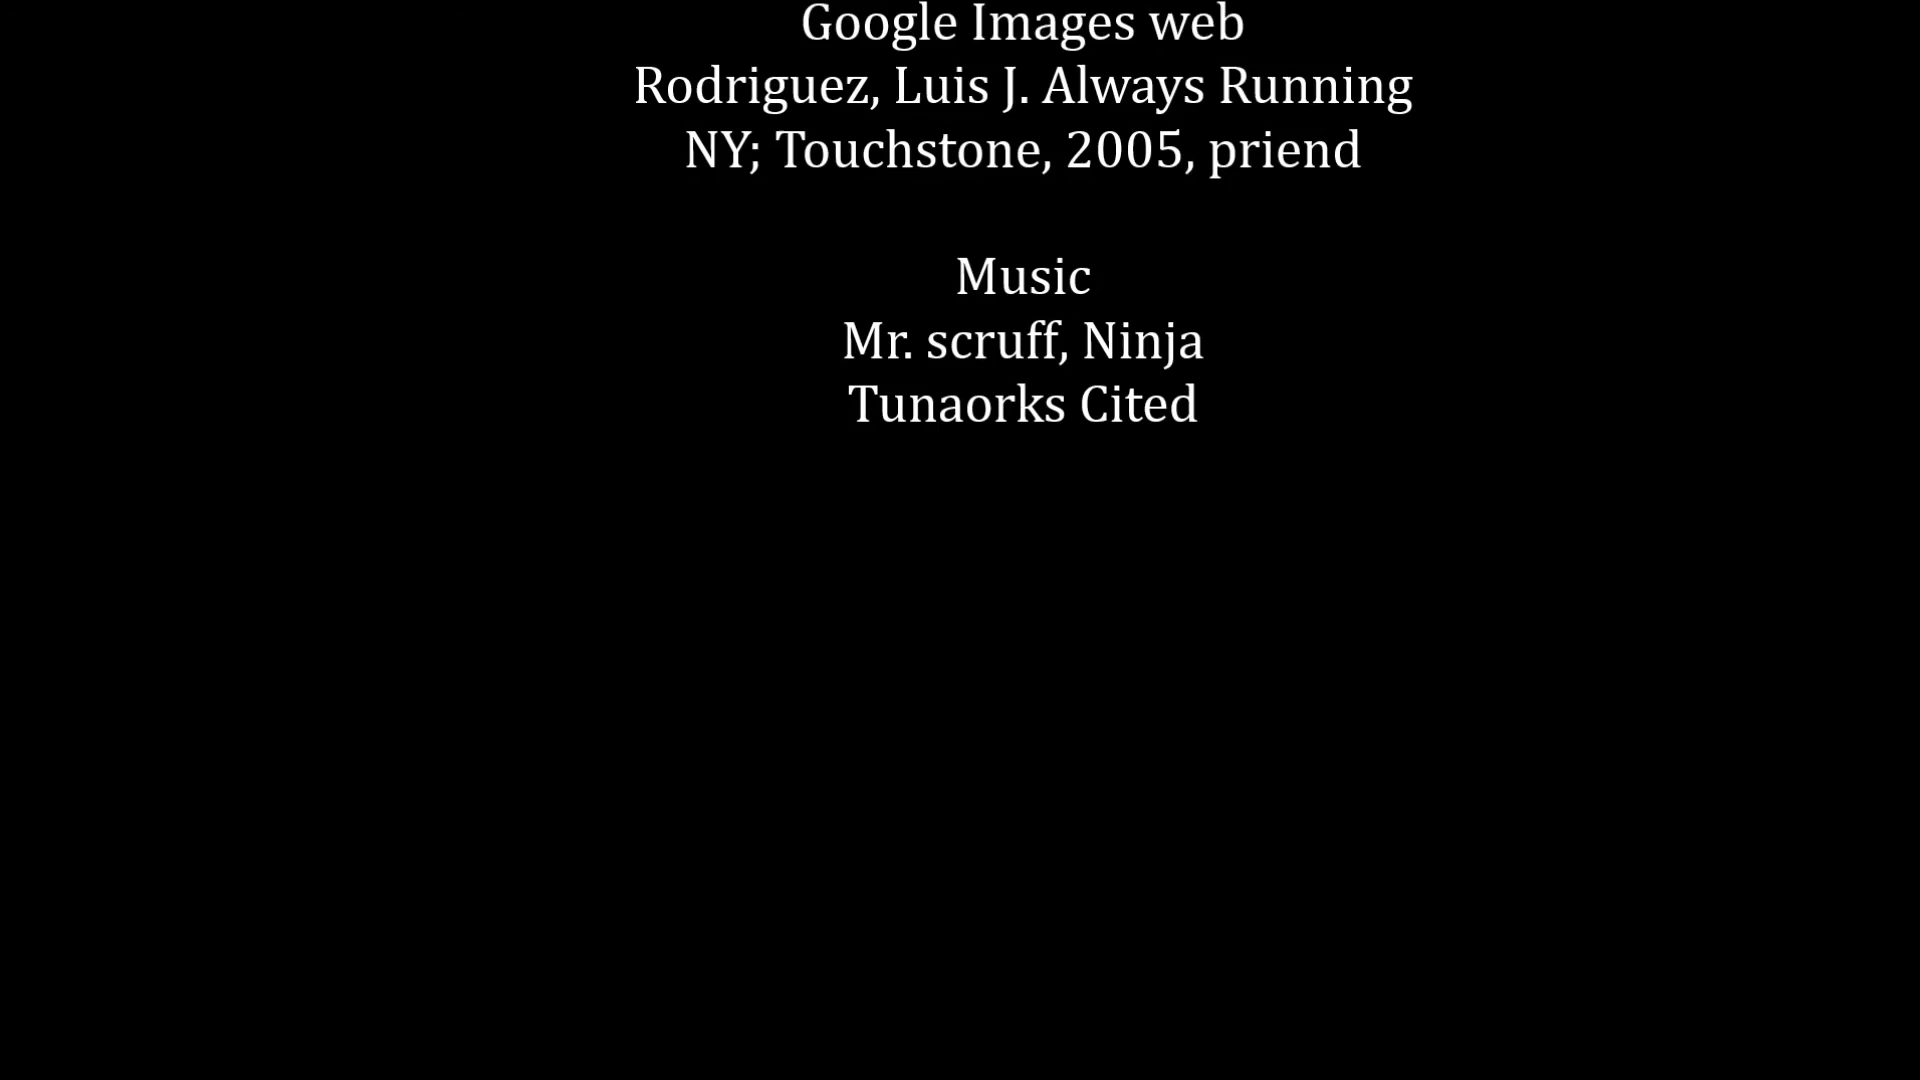 Google Images web
Rodriguez, Luis J. Always Running
NY; Touchstone, 2005, priend
Music
Mr. scruff, Ninja
Tunaorks Cited